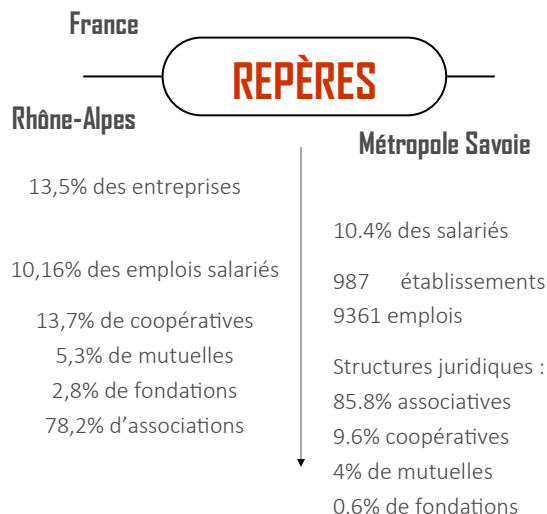 France
REPÈRES
Rhône-Alpes
13,5% des entreprises
10,16% des emplois salariés
13,7% de coopératives
5,3% de mutuelles
2,8% de fondations
78,2% d’associations
Métropole Savoie
10.4% des salariés
987 établissements
9361 emplois
Structures juridiques :
85.8% associatives
9.6% coopératives
4% de mutuelles
0.6% de fondations